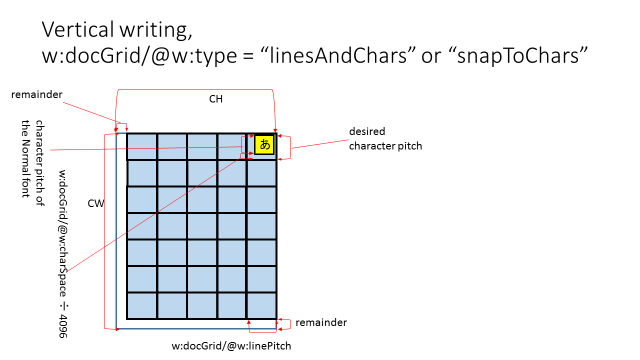 Vertical writing,
w:docGrid/@w:type = “linesAndChars” or “snapToChars”
remainder
CH
character pitch of
the Normal font
あ
desired
character pitch
w:docGrid/@w:charSpace ÷ 4096
CW
remainder
w:docGrid/@w:linePitch